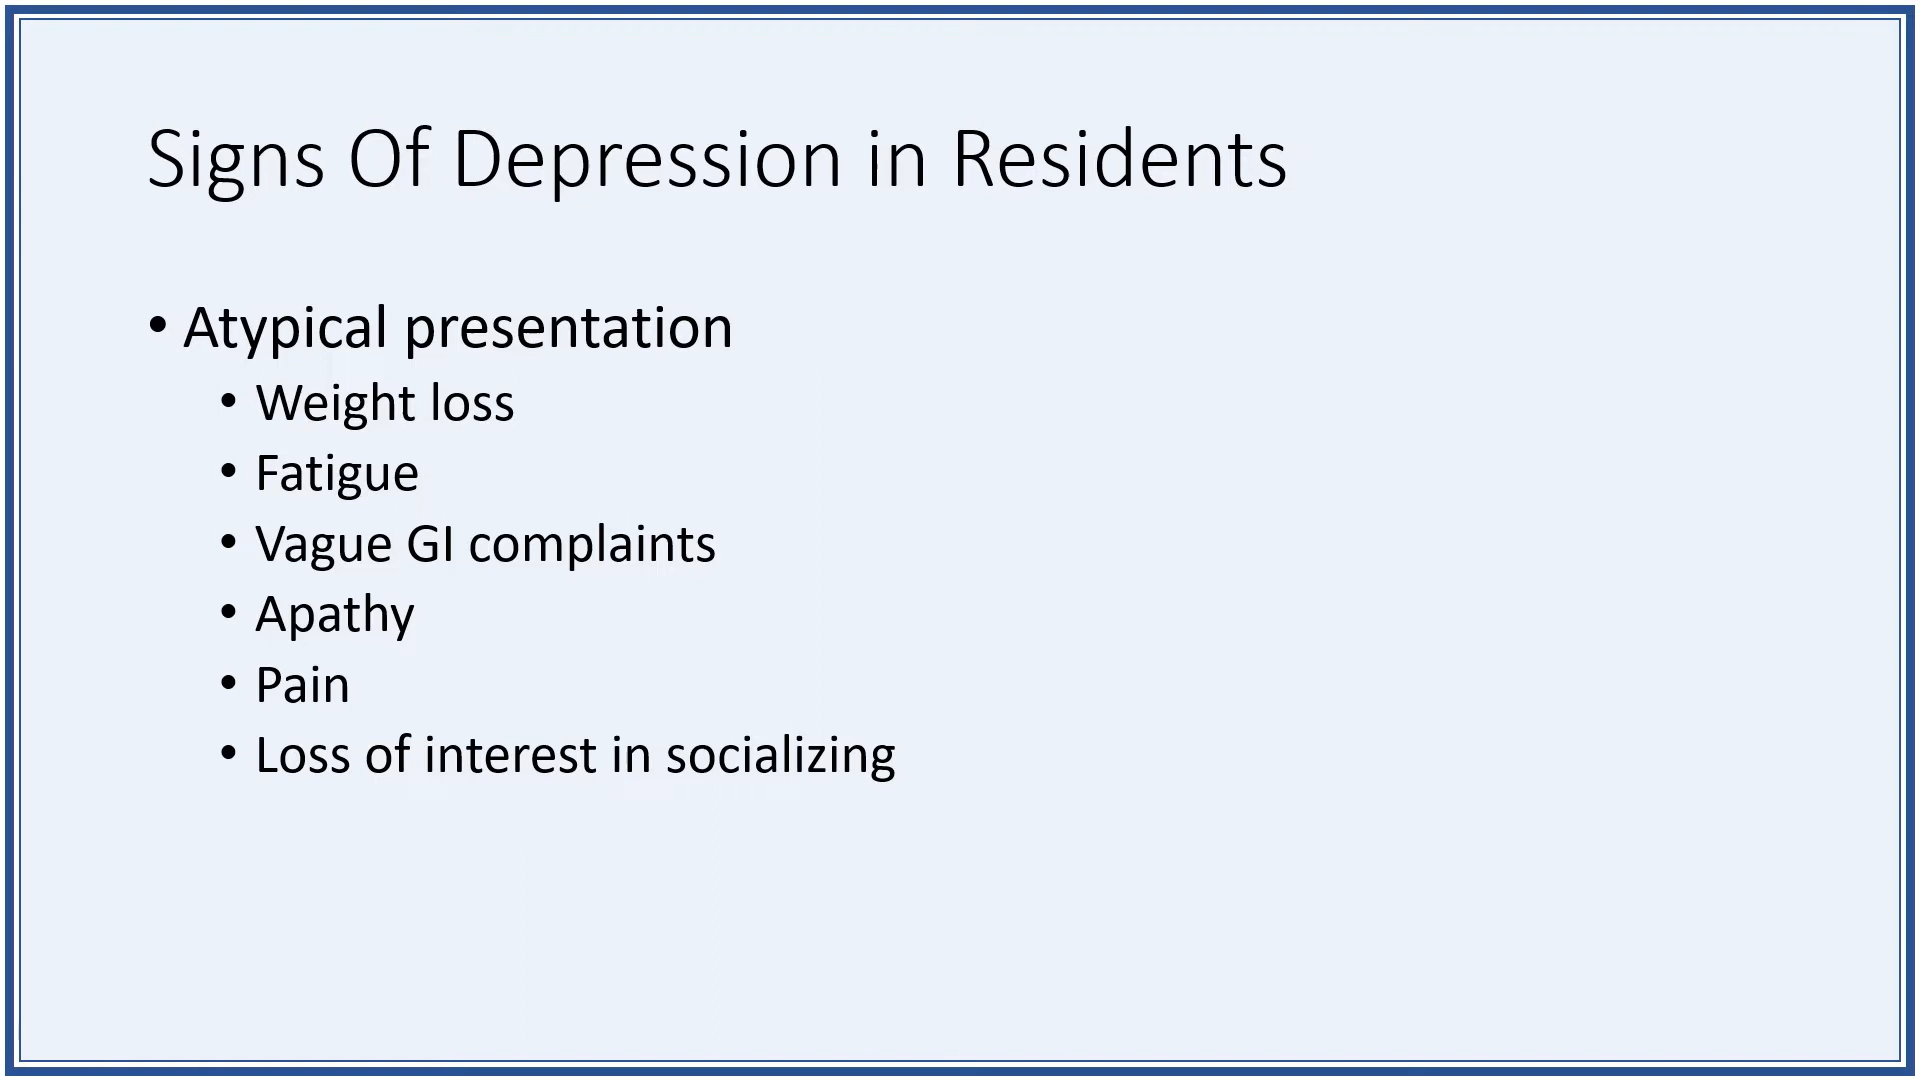 Signs Of Depression in Residents
• Atypical presentation
• Weight loss
• Fatigue
• Vague GI complaints
• Apathy
• Pain
• Loss of interest in socializing